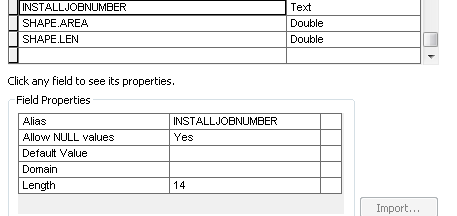 INSTALLJOBNUMBER Text
SHAPE.AREA Double
SHAPE.LEN Double
Click any field to see its properties.
Field Properties
Alias INSTALLJOBNUMBER
Allow NULL values Yes
Default Value
Domain
Length 14
Import...